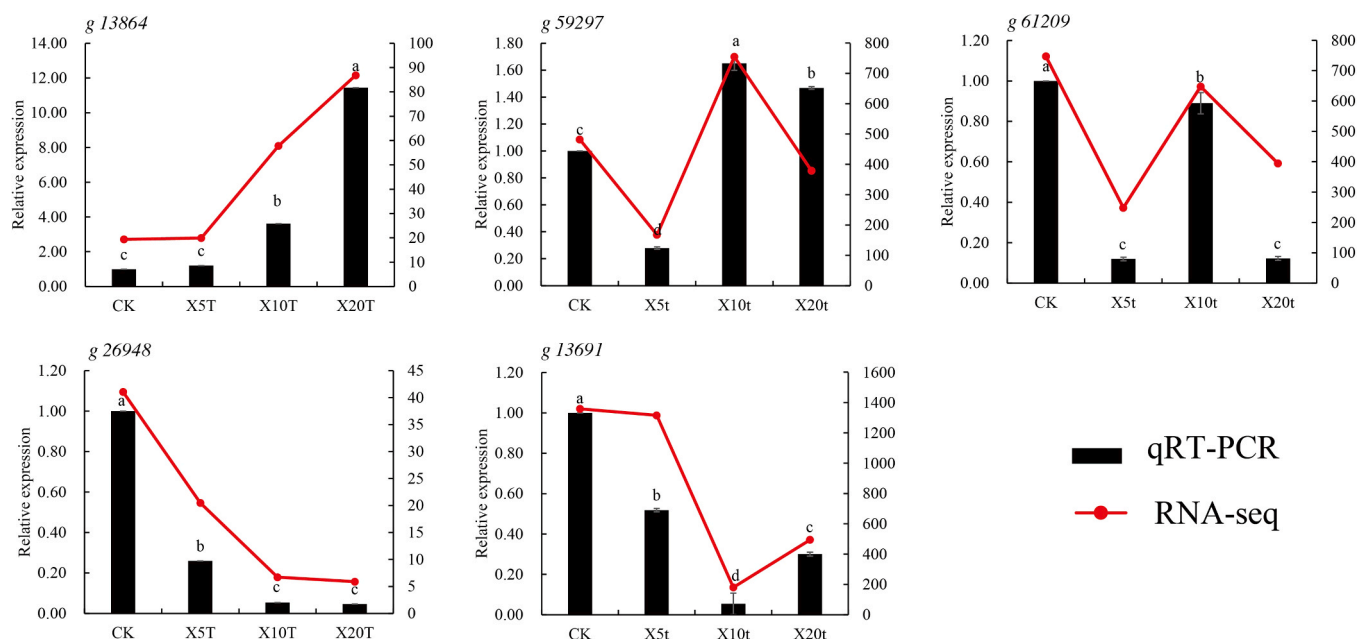 g 13864
14.00
12.00
10.00
8.00
6.00
4.00
2.00
0.00
Relative expression
100
90
80
70
60
50
40
30
20
10
0
c
c
b
a
CK X5T X10T X20T
g 59297
1.80
1.60
1.40
1.20
1.00
0.80
0.60
0.40
0.20
0.00
Relative expression
800
700
600
500
400
300
200
100
0
c
d
a
b
CK X5t X10t X20t
g 61209
1.20
1.00
0.80
0.60
0.40
0.20
0.00
Relative expression
800
700
600
500
400
300
200
100
0
a
c
b
c
CK X5t X10t X20t
g 26948
1.20
1.00
0.80
0.60
0.40
0.20
0.00
Relative expression
45
40
35
30
25
20
15
10
5
0
a
b
c
c
CK X5T X10T X20T
g 13691
1.20
1.00
0.80
0.60
0.40
0.20
0.00
Relative expression
1600
1400
1200
1000
800
600
400
200
0
a
b
d
c
CK X5t X10t X20t
qRT-PCR
RNA-seq